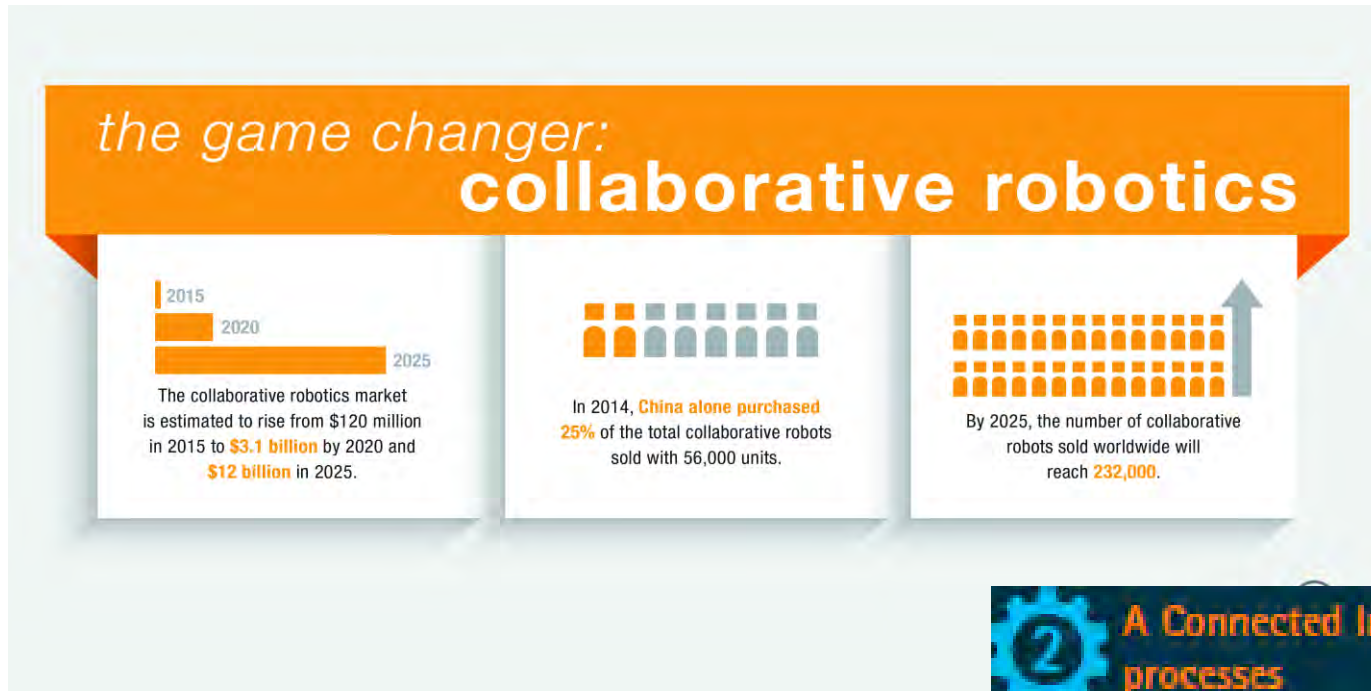 the game changer:
collaborative robotics
2015
2020
2025
The collaborative robotics market
is estimated to rise from $120 million
in 2015 to $3.1 billion by 2020 and
$12 billion in 2025.
In 2014, China alone purchased
25% of the total collaborative robots
sold with 56,000 units.
By 2025, the number of collaborative
robots sold worldwide will
reach 232,000.
2
A Connected
processes